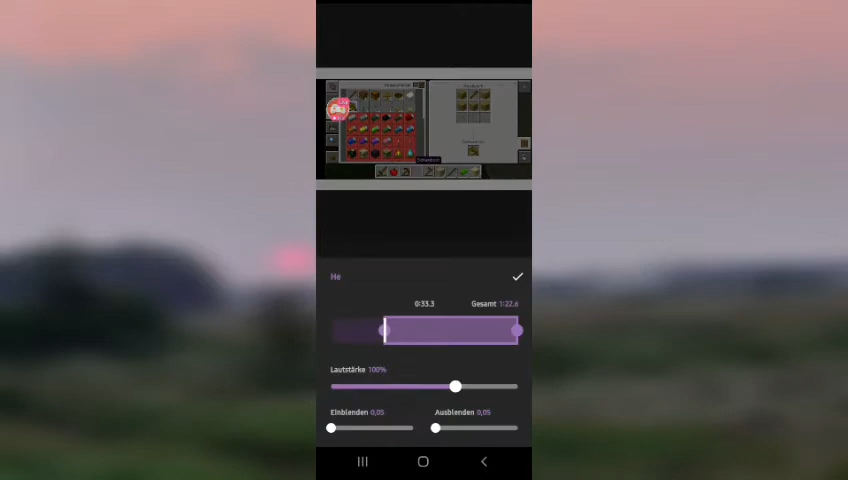 He
0:33.3 Gesamt 1:22.6
Lautstärke 100%
Einblenden 0,05 Ausblenden 0,05